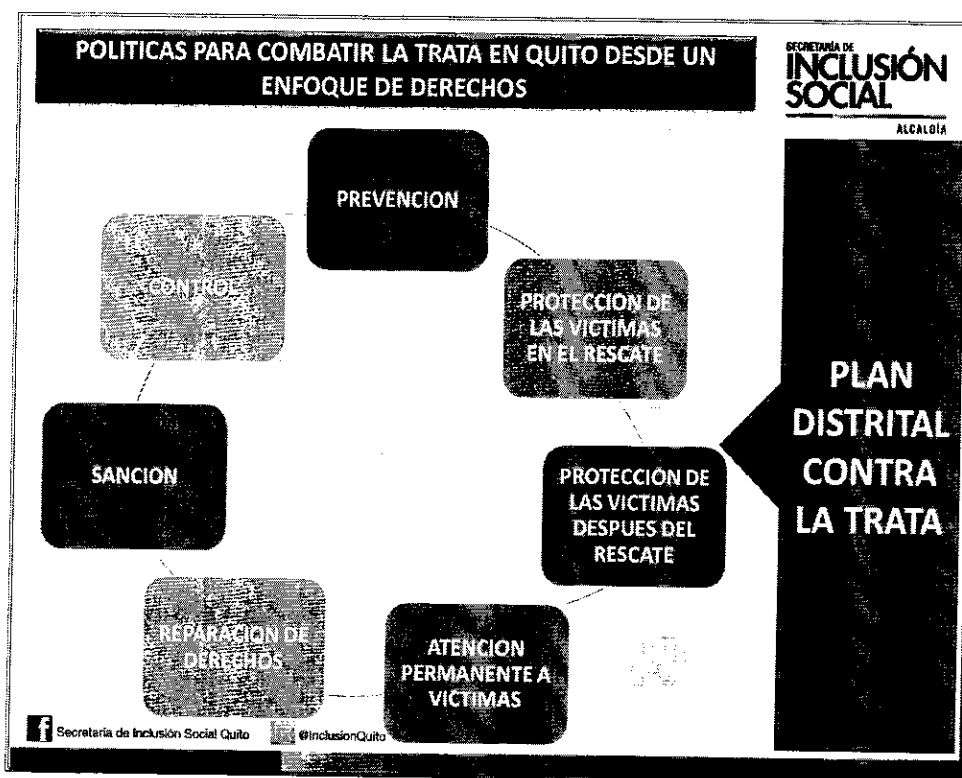 POLITICAS PARA COMBATIR LA TRATA EN QUITO DESDE UN
ENFOQUE DE DERECHOS
SECRETARÍA DE
INCLUSIÓN
SOCIAL
ALCALDÍA
PREVENCION
PROTECCION DE
LAS VICTIMAS
EN EL RESCATE
PROTECCIÓN DE
LAS VICTIMAS
DESPUES DEL
RESCATE
ATENCION
PERMANENTE A
VICTIMAS
REPARACION DE
DERECHOS
SANCION
CONTROL
PLAN
DISTRITAL
CONTRA
LA TRATA
f Secretaría de Inclusión Social Quito
@InclusionQuito